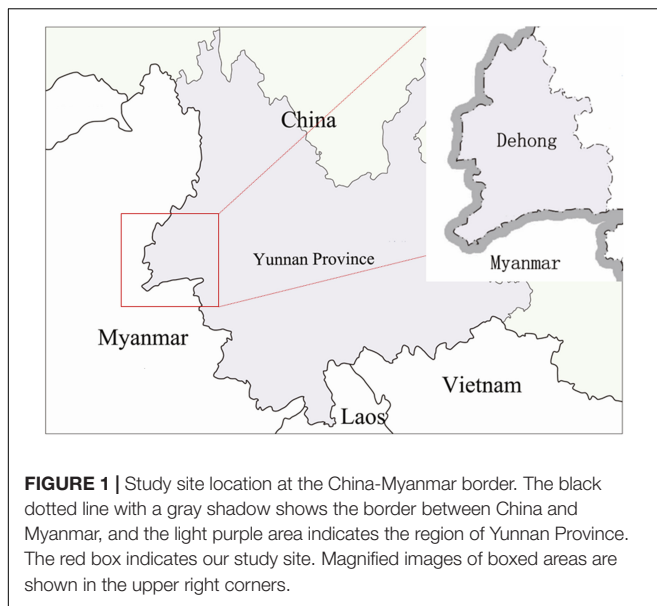 China
Dehong
Yunnan Province
Myanmar
Myanmar
Vietnam
Laos
FIGURE 1 | Study site location at the China-Myanmar border. The black
dotted line with a gray shadow shows the border between China and
Myanmar, and the light purple area indicates the region of Yunnan Province.
The red box indicates our study site. Magnified images of boxed areas are
shown in the upper right corners.